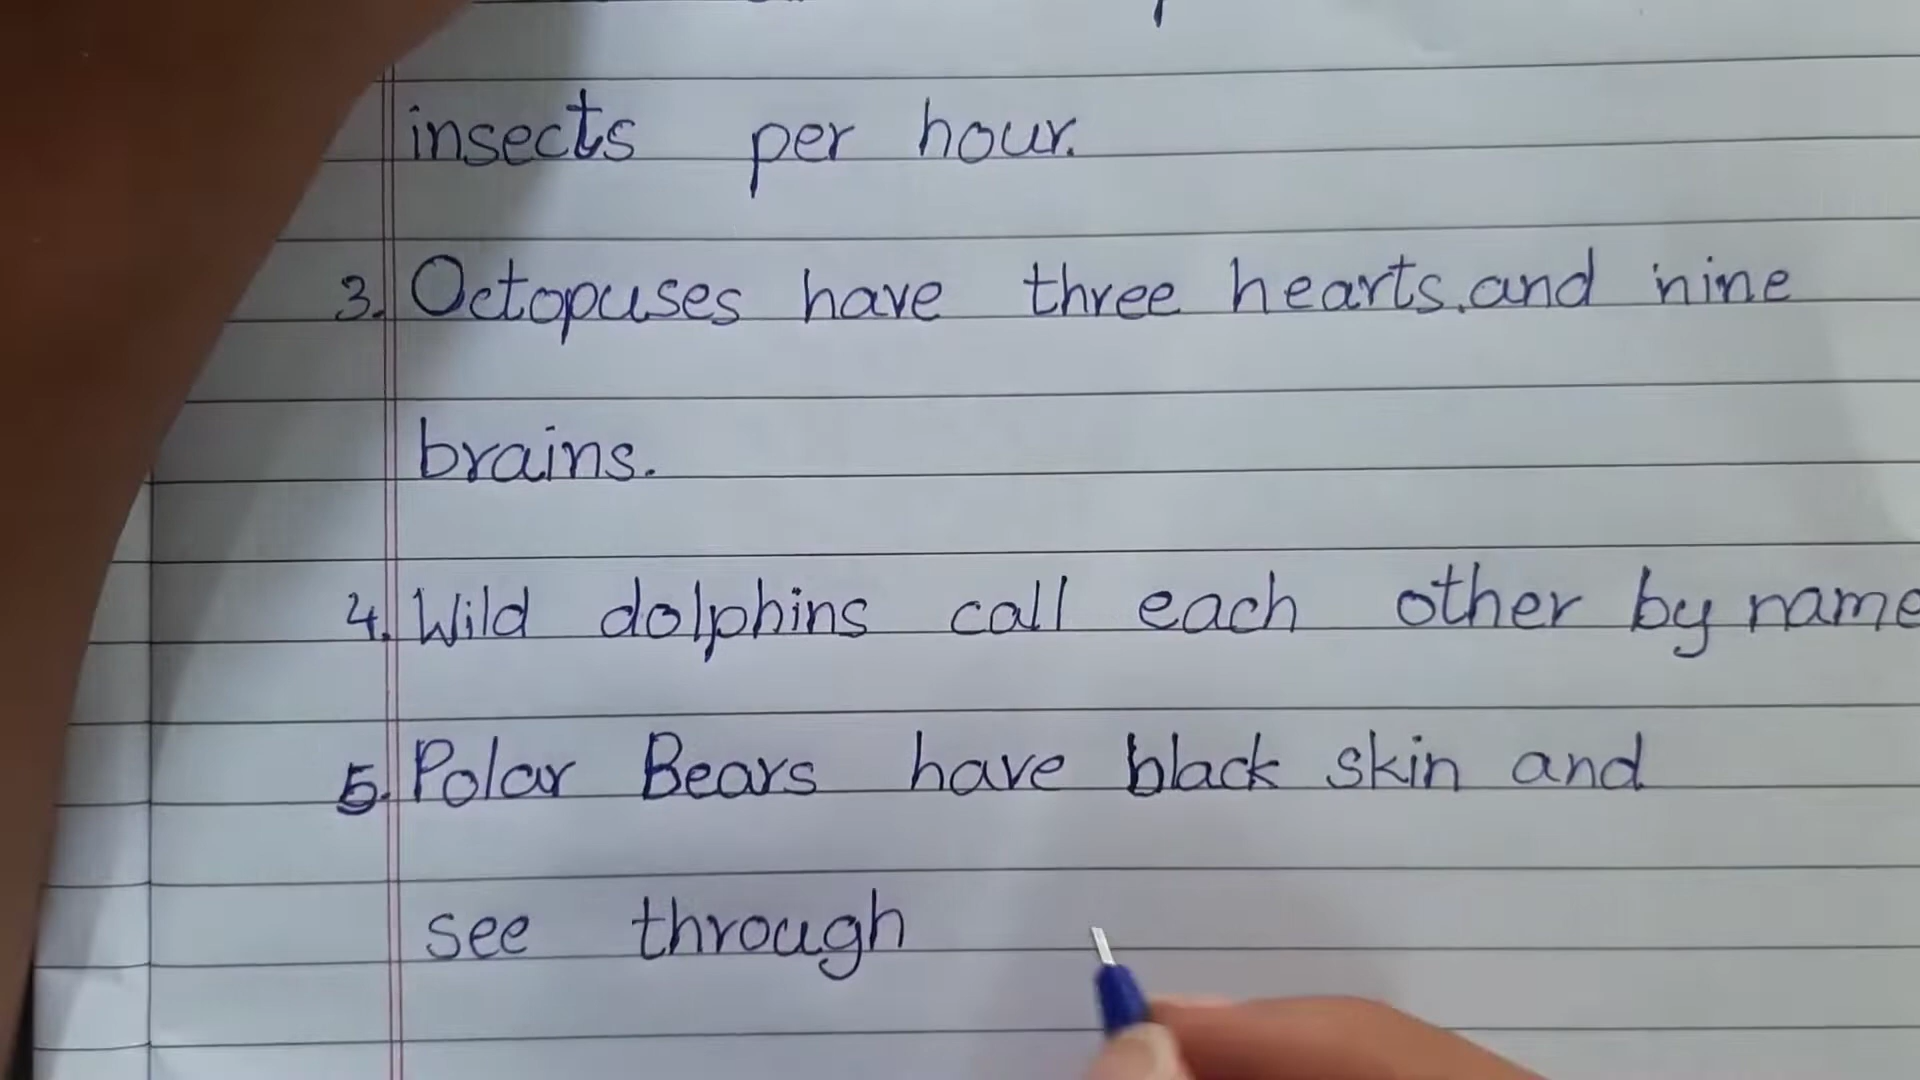 insects per hour.
3. Octopuses have three hearts.and nine
brains.
4. Wild dolphins call each other by name
5. Polar Bears have black skin and
see through